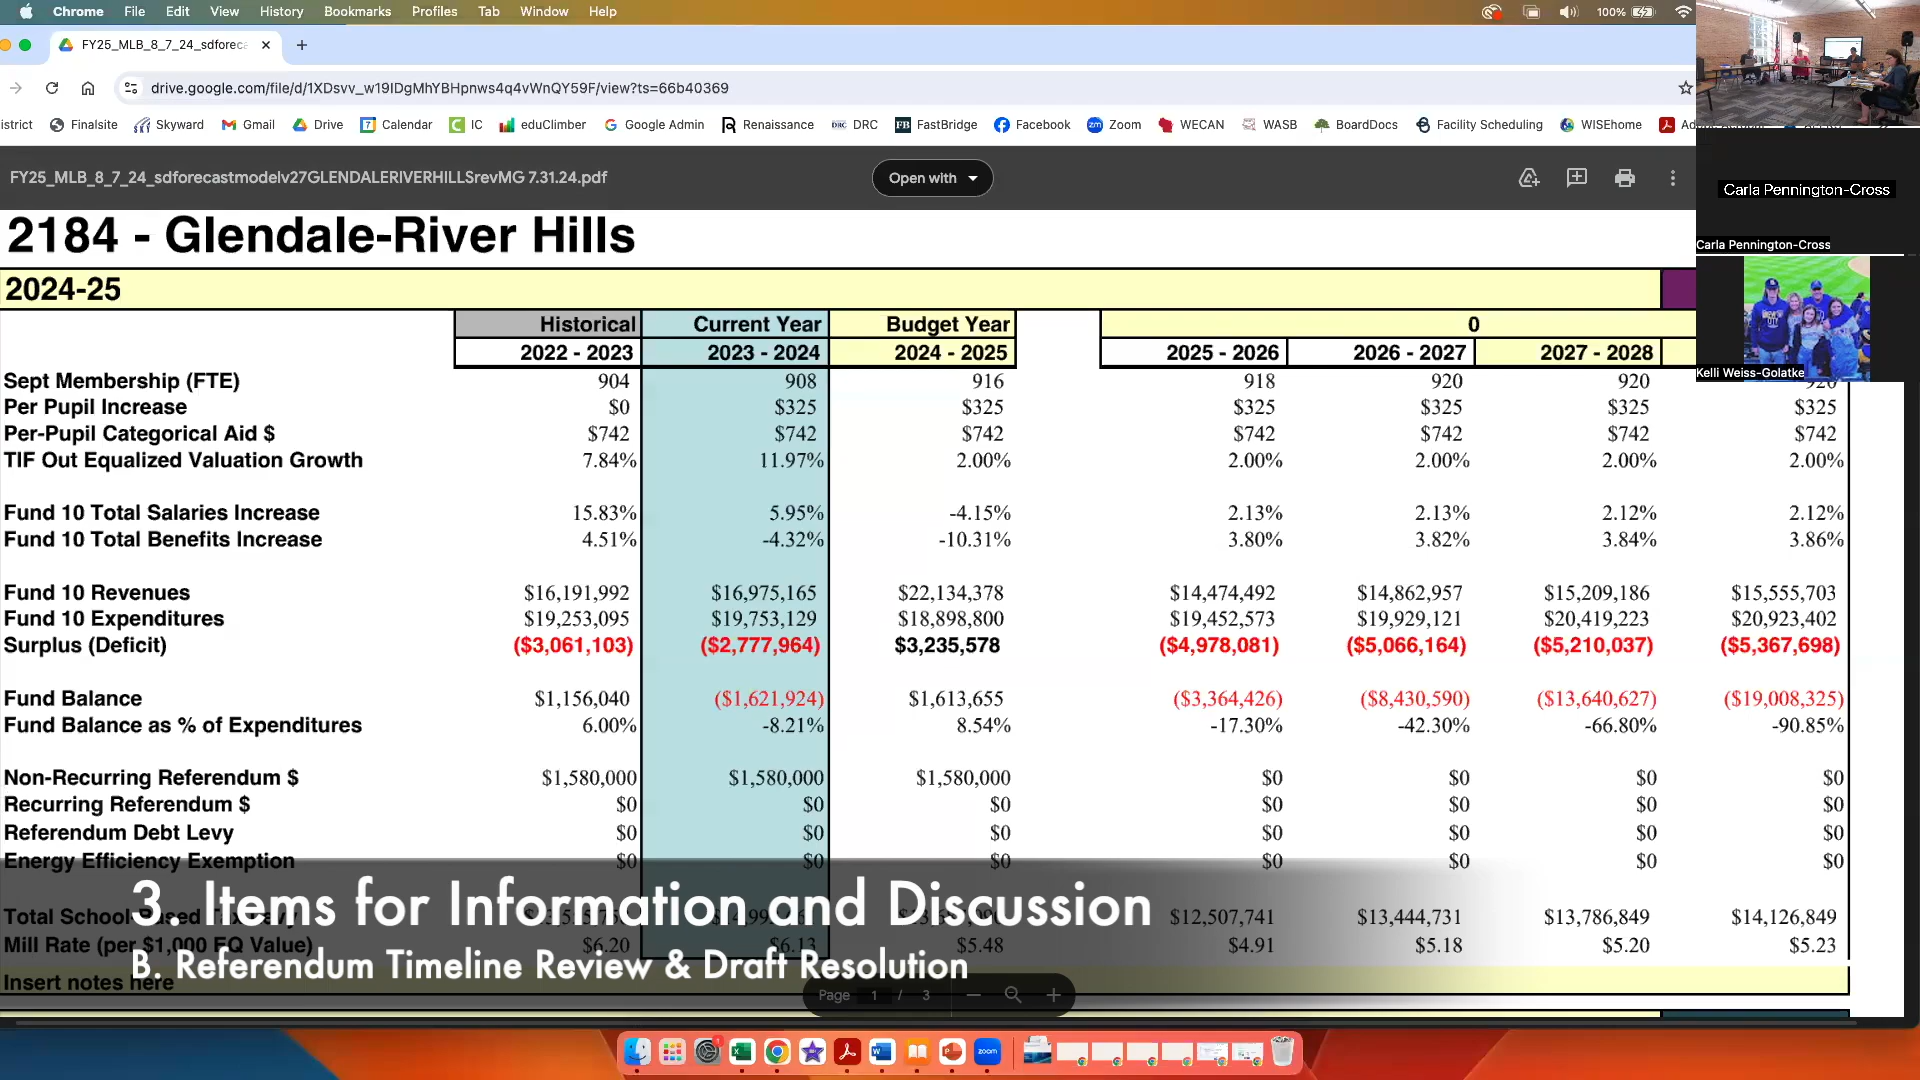 Chrome File Edit View History Bookmarks Profiles Tab Window Help 100%
FY25_MLB_8_7_24_sdforeca
drive.google.com/file/d/1XDsvv_w19IDgMhYBHpnws4q4vWnQY59F/view?ts=66b40369
istrict Finalsite Skyward Gmail Drive Calendar IC eduClimber Google Admin Renaissance DRC FastBridge Facebook Zoom WECAN WASB BoardDocs Facility Scheduling WISEhome
FY25_MLB_8_7_24_sdforecastmodelv27GLENDALERIVERHILLSrevMG 7.31.24.pdf
Open with
Carla Pennington-Cross
Carla Pennington-Cross
Kelli Weiss-Golatke
2184 - Glendale-River Hills
2024-25
Historical Current Year Budget Year 0
2022 - 2023 2023 - 2024 2024 - 2025 2025 - 2026 2026 - 2027 2027 - 2028
Sept Membership (FTE) 904 908 916 918 920 920 920
Per Pupil Increase $0 $325 $325 $325 $325 $325 $325
Per-Pupil Categorical Aid $ $742 $742 $742 $742 $742 $742 $742
TIF Out Equalized Valuation Growth 7.84% 11.97% 2.00% 2.00% 2.00% 2.00% 2.00%
Fund 10 Total Salaries Increase 15.83% 5.95% -4.15% 2.13% 2.13% 2.12% 2.12%
Fund 10 Total Benefits Increase 4.51% -4.32% -10.31% 3.80% 3.82% 3.84% 3.86%
Fund 10 Revenues $16,191,992 $16,975,165 $22,134,378 $14,474,492 $14,862,957 $15,209,186 $15,555,703
Fund 10 Expenditures $19,253,095 $19,753,129 $18,898,800 $19,452,573 $19,929,121 $20,419,223 $20,923,402
Surplus (Deficit) ($3,061,103) ($2,777,964) $3,235,578 ($4,978,081) ($5,066,164) ($5,210,037) ($5,367,698)
Fund Balance $1,156,040 ($1,621,924) $1,613,655 ($3,364,426) ($8,430,590) ($13,640,627) ($19,008,325)
Fund Balance as % of Expenditures 6.00% -8.21% 8.54% -17.30% -42.30% -66.80% -90.85%
Non-Recurring Referendum $ $1,580,000 $1,580,000 $1,580,000 $0 $0 $0 $0
Recurring Referendum $ $0 $0 $0 $0 $0 $0 $0
Referendum Debt Levy $0 $0 $0 $0 $0 $0 $0
Energy Efficiency Exemption $0 $0 $0 $0 $0 $0 $0
3. Items for Information and Discussion
Total School $12,507,741 $13,444,731 $13,786,849 $14,126,849
Mill Rate (per $1,000 EQ Value) $6.20 $6.13 $5.48 $4.91 $5.18 $5.20 $5.23
B. Referendum Timeline Review & Draft Resolution
Insert notes here
Page 1 / 3
zoom